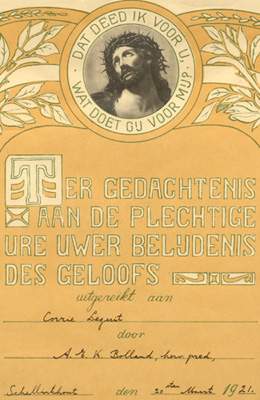 DAT DEED IK VOOR U,
WAT DOET GIJ VOOR MIJ?
TER GEDACHTENIS
AAN DE PLECHTIGE
URE UWER BELIJDENIS
DES GELOOFS
uitgereikt aan
Corrie
door
A. G. K. Bolland, herv. pred,
Schellinkhout den 20sten Maart 1921.